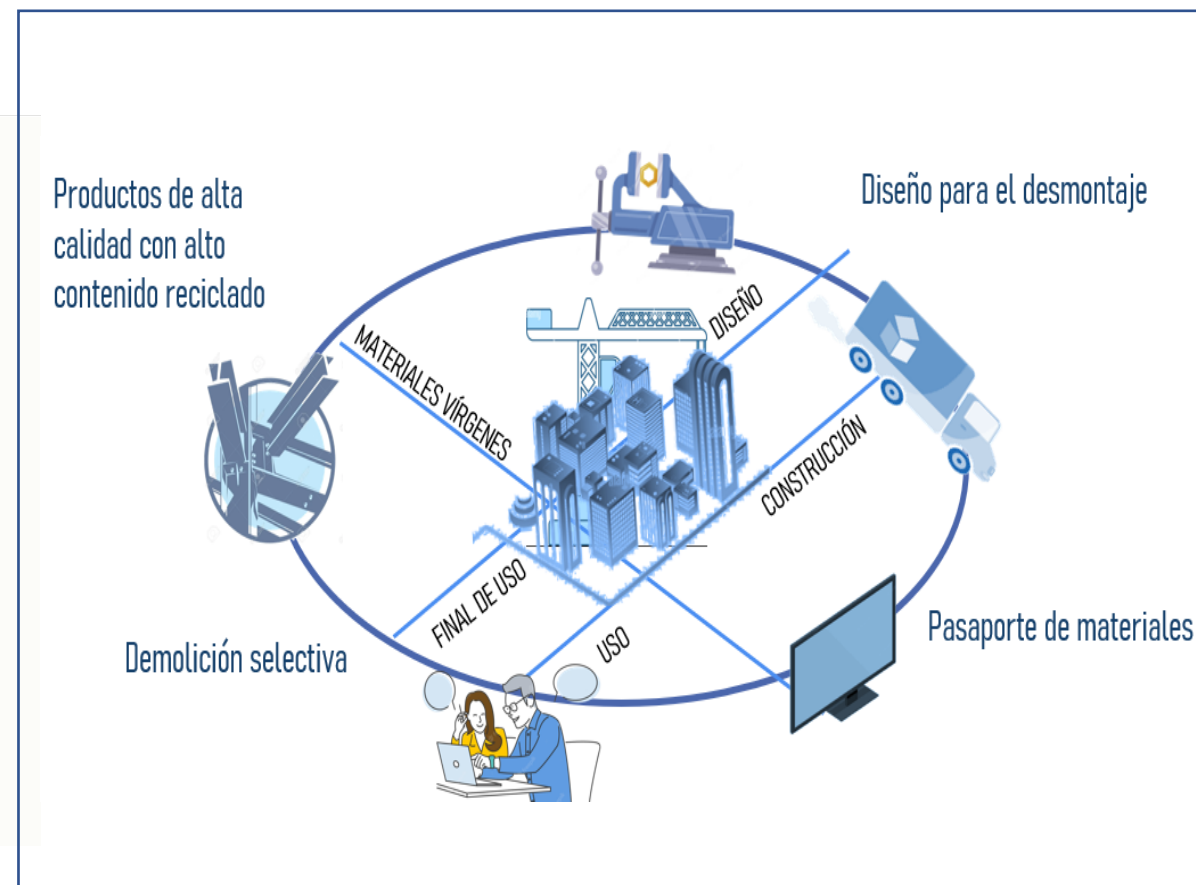 Productos de alta
calidad con alto
contenido reciclado
Diseño para el desmontaje
MATERIALES VÍRGENES
DISEÑO
CONSTRUCCIÓN
FINAL DE USO
USO
Demolición selectiva
Pasaporte de materiales